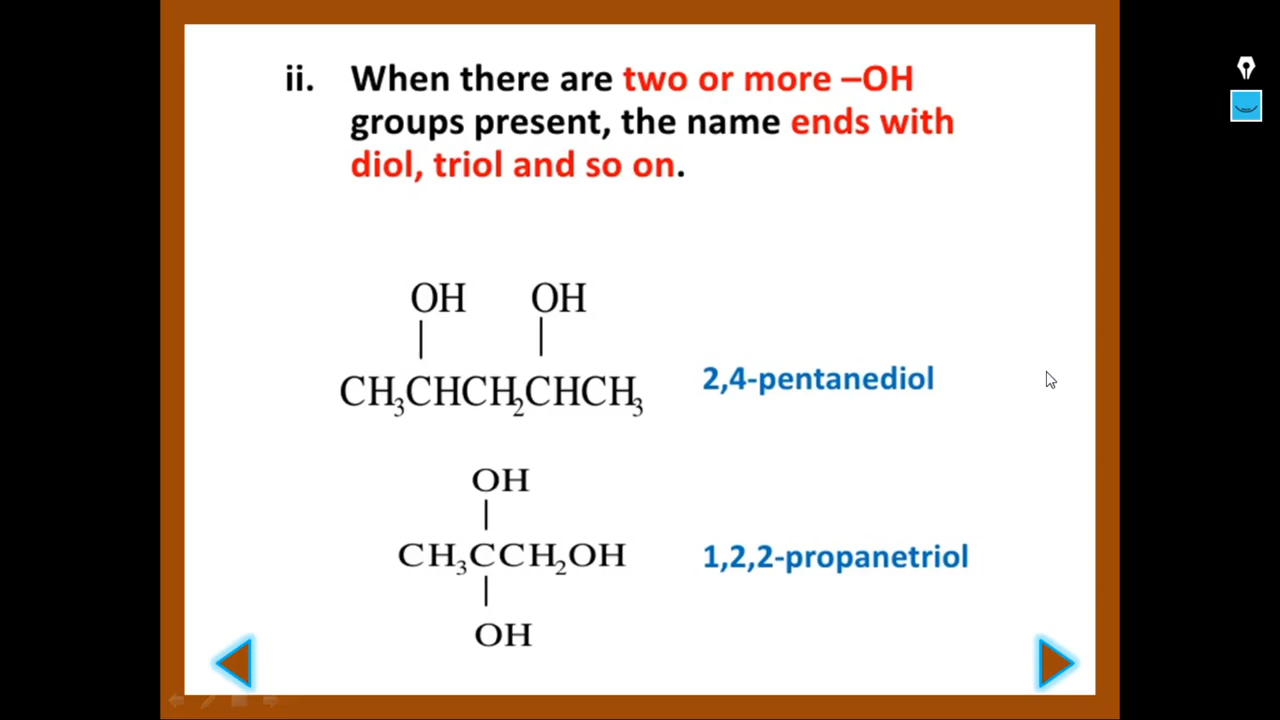 ii. When there are two or more –OH
groups present, the name ends with
diol, triol and so on.
OH OH
CH₃CHCH₂CHCH₃
2,4-pentanediol
OH
CH₃CCH₂OH
1,2,2-propanetriol
OH